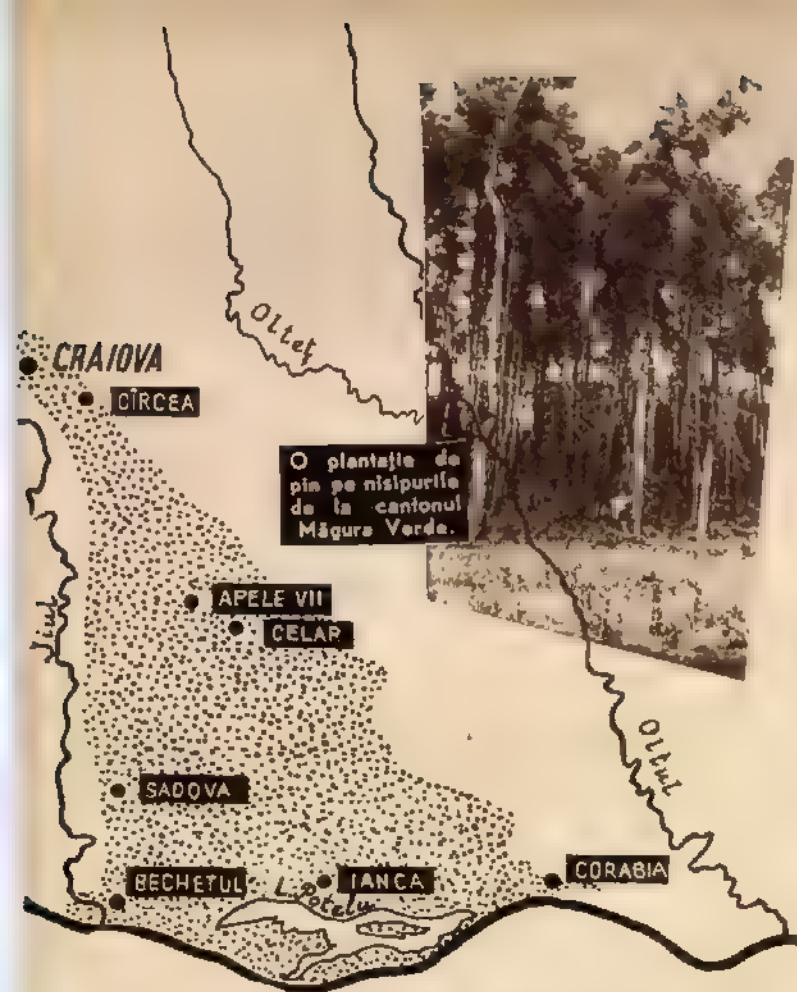 Olteț
CRAIOVA
CÎRCEA
O plantație de
pin pe nisipurile
de la cantonul
Măgura Verde.
APELE VII
CELAR
Jiul
Oltul
SADOVA
CORABIA
BECHETUL
L. Potelu
IANCA